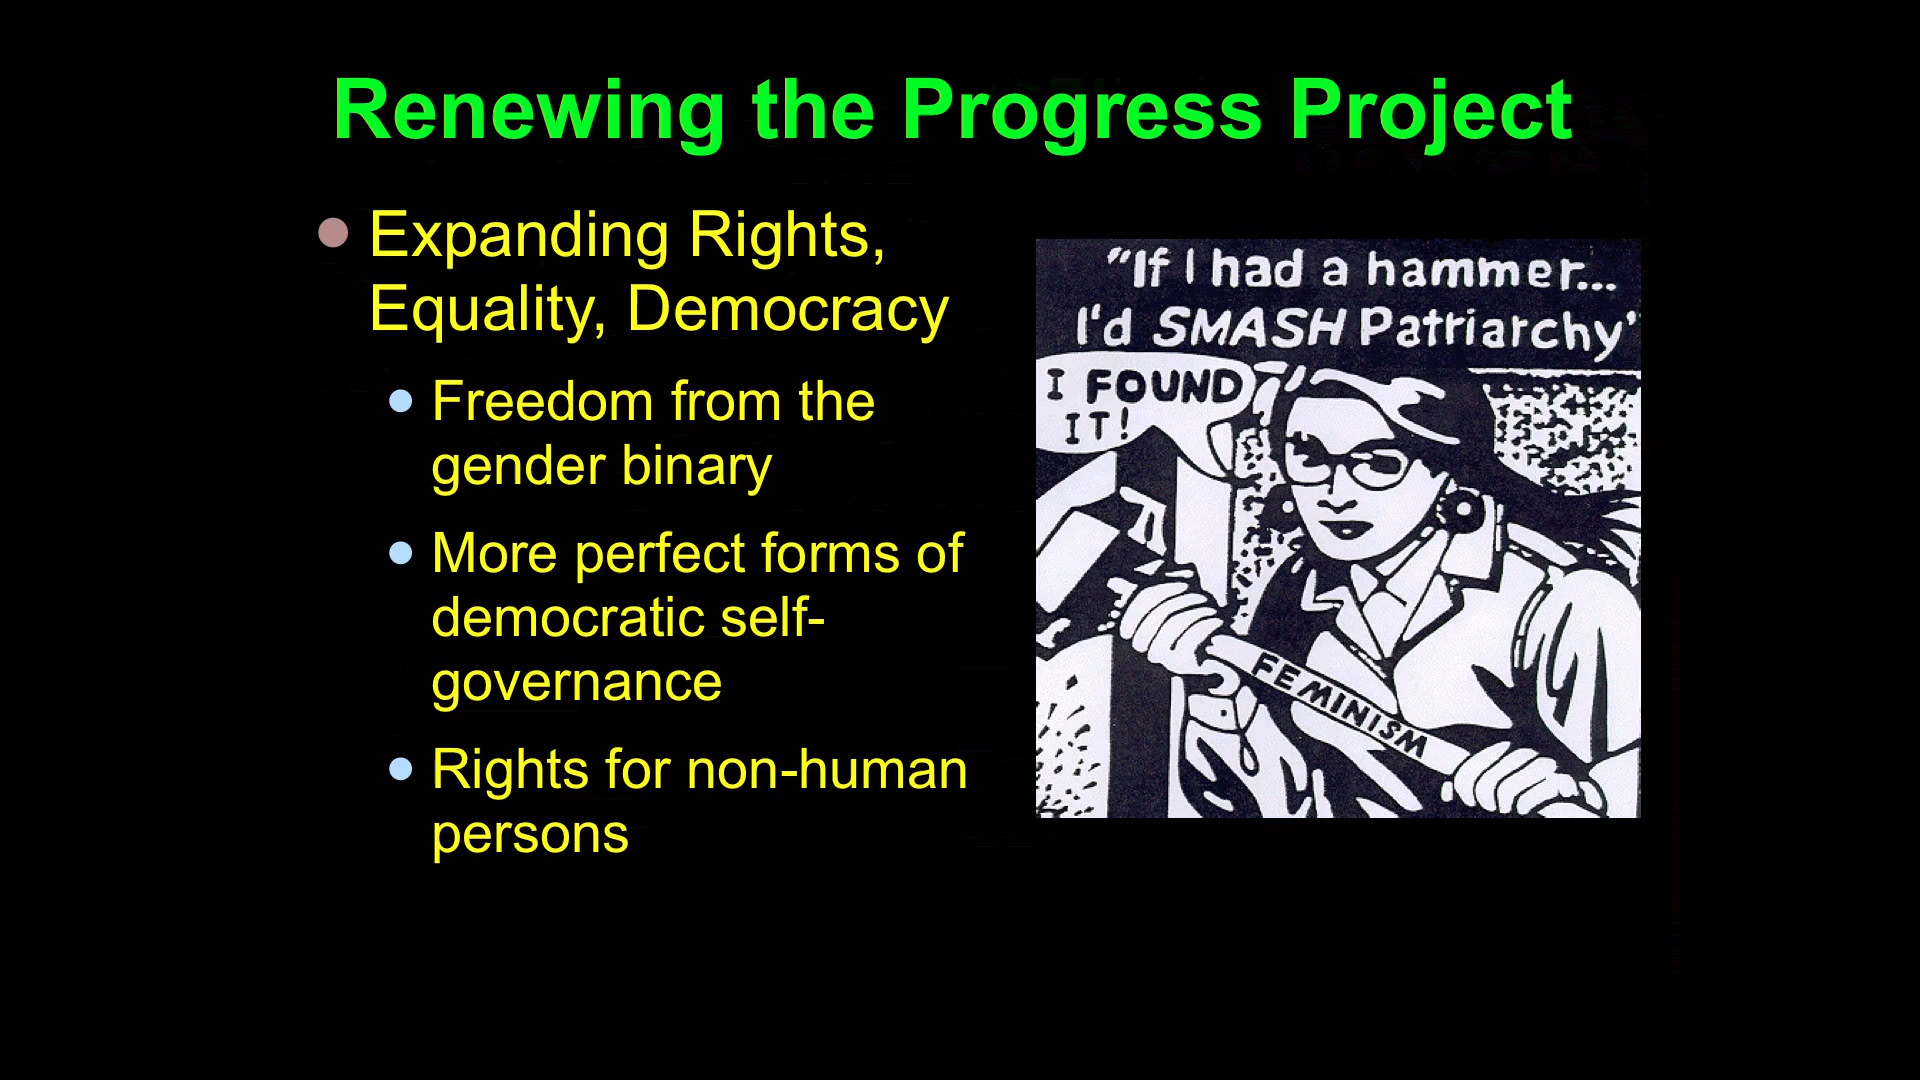 Renewing the Progress Project
Expanding Rights,
Equality, Democracy
Freedom from the
gender binary
More perfect forms of
democratic self-
governance
Rights for non-human
persons
"If I had a hammer...
I'd SMASH Patriarchy'
I FOUND
IT!
FEMINISM